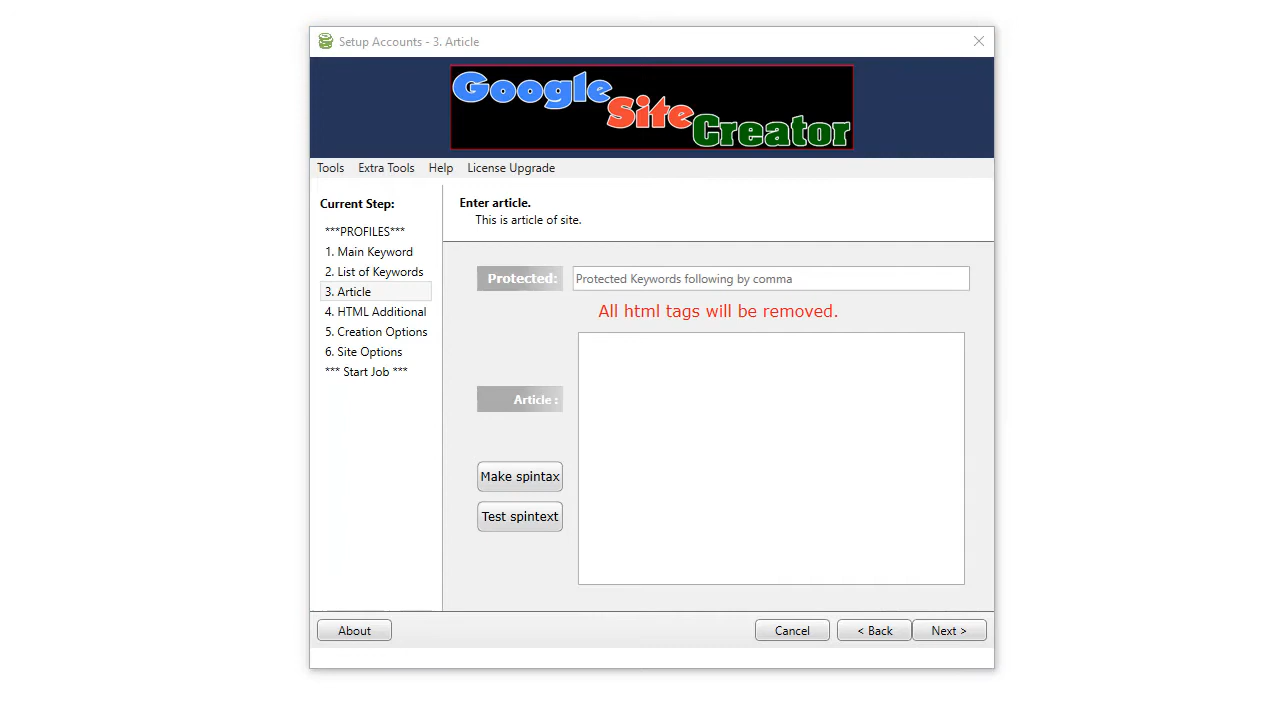 Setup Accounts - 3. Article
Google
Site
Creator
Tools Extra Tools Help License Upgrade
Current Step:
***PROFILES***
1. Main Keyword
2. List of Keywords
3. Article
4. HTML Additional
5. Creation Options
6. Site Options
*** Start Job ***
Enter article.
This is article of site.
Protected: Protected Keywords following by comma
All html tags will be removed.
Article :
Make spintax
Test spintext
About Cancel < Back Next >